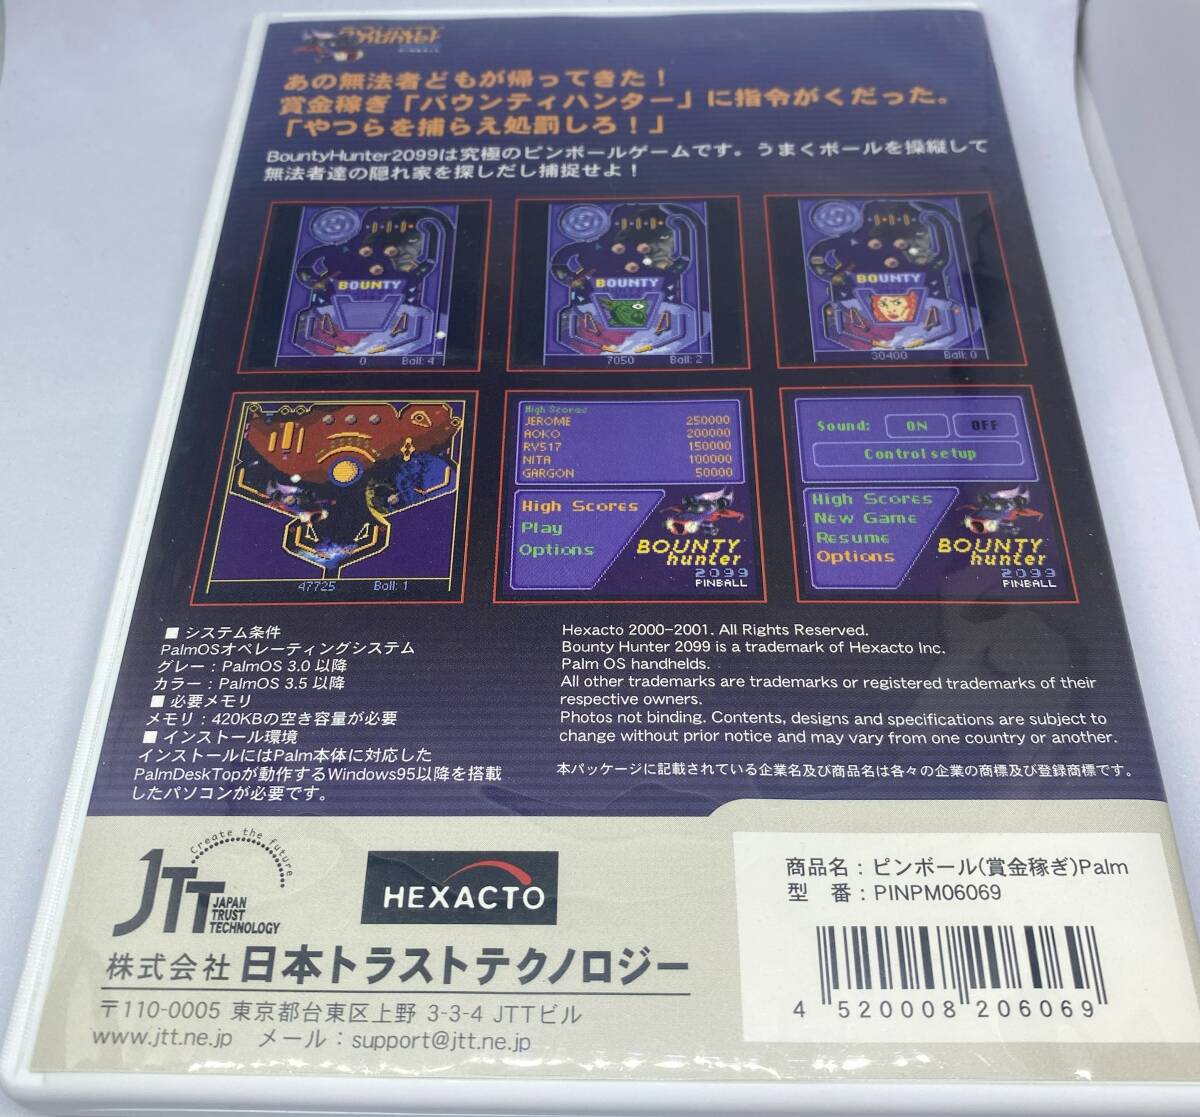 BOUNTY
hunter
PINBALL
あの無法者どもが帰ってきた！
賞金稼ぎ「バウンティハンター」に指令がくだった。
「やつらを捕らえ処罰しろ！」
BountyHunter2099は究極のピンボールゲームです。うまくボールを操縦して
無法者達の隠れ家を探しだし捕捉せよ！
BOUNTY
0 Ball: 4
BOUNTY
7050 Ball: 2
BOUNTY
30400 Ball: 0
47725 Ball: 1
High Scores
JEROME 250000
AOKO 200000
RV517 150000
NITA 100000
GARGON 50000
High Scores
Play
Options
BOUNTY
hunter
2099
PINBALL
Sound: ON OFF
Control setup
High Scores
New Game
Resume
Options
BOUNTY
hunter
2099
PINBALL
■ システム条件
PalmOSオペレーティングシステム
グレー：PalmOS 3.0 以降
カラー：PalmOS 3.5 以降
■ 必要メモリ
メモリ：420KBの空き容量が必要
■ インストール環境
インストールにはPalm本体に対応した
PalmDeskTopが動作するWindows95以降を搭載
したパソコンが必要です。
Hexacto 2000-2001. All Rights Reserved.
Bounty Hunter 2099 is a trademark of Hexacto Inc.
Palm OS handhelds.
All other trademarks are trademarks or registered trademarks of their
respective owners.
Photos not binding. Contents, designs and specifications are subject to
change without prior notice and may vary from one country or another.
本パッケージに記載されている企業名及び商品名は各々の企業の商標及び登録商標です。
Create the future
JTT JAPAN
TRUST
TECHNOLOGY
HEXACTO
株式会社 日本トラストテクノロジー
〒110-0005 東京都台東区上野 3-3-4 JTTビル
www.jtt.ne.jp メール：support@jtt.ne.jp
商品名：ピンボール(賞金稼ぎ)Palm
型 番：PINPM06069
4 520008 206069